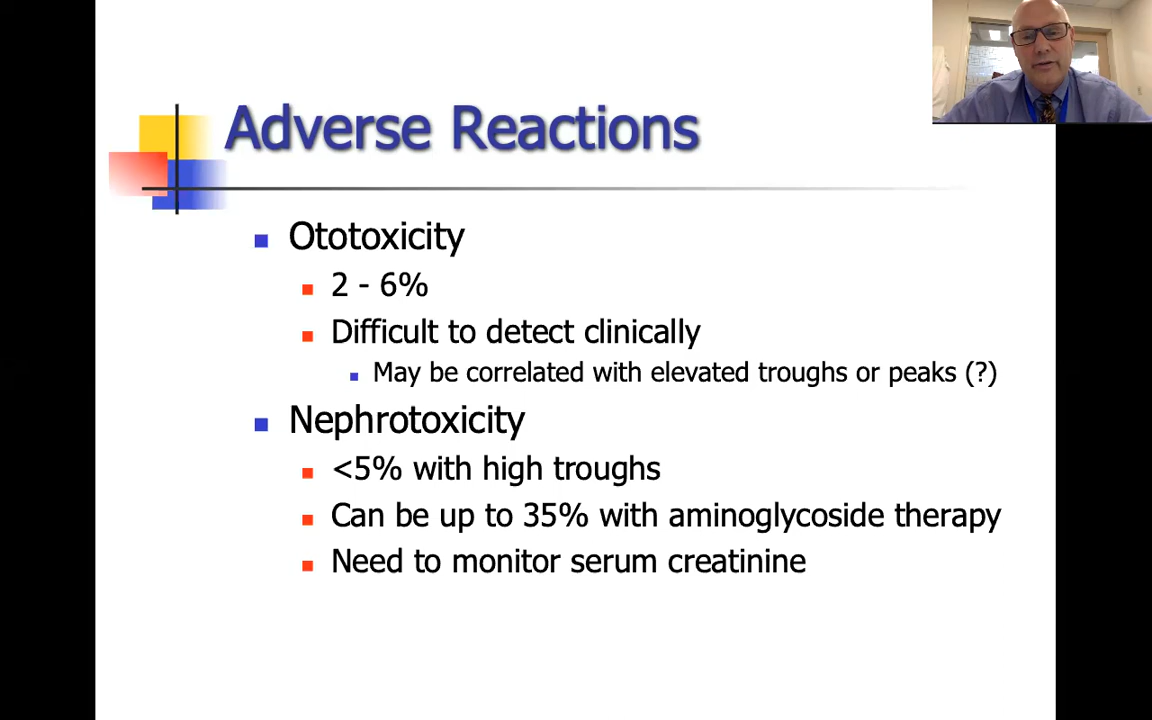 Adverse Reactions
Ototoxicity
2 - 6%
Difficult to detect clinically
May be correlated with elevated troughs or peaks (?)
Nephrotoxicity
<5% with high troughs
Can be up to 35% with aminoglycoside therapy
Need to monitor serum creatinine